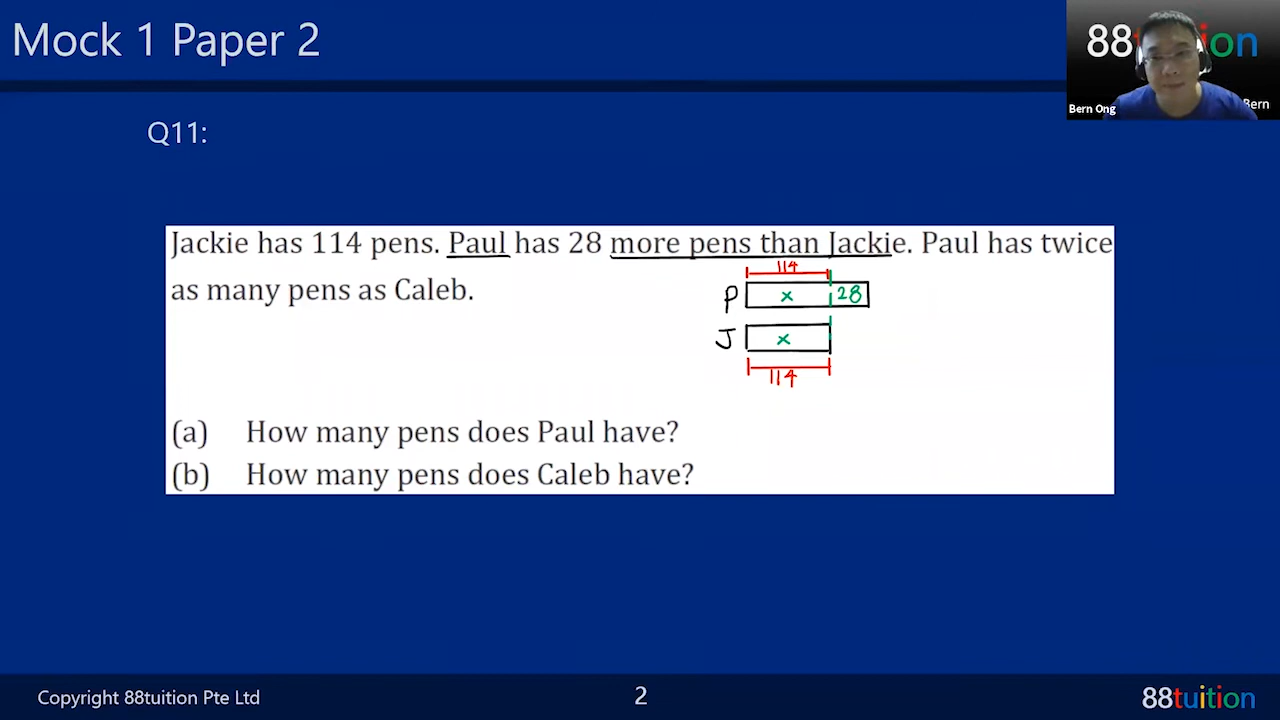 Mock 1 Paper 2
88tuition
Bern Ong
Bern
Q11:
Jackie has 114 pens. Paul has 28 more pens than Jackie. Paul has twice
as many pens as Caleb.
114
P x 28
J x
114
(a) How many pens does Paul have?
(b) How many pens does Caleb have?
Copyright 88tuition Pte Ltd
2
88tuition